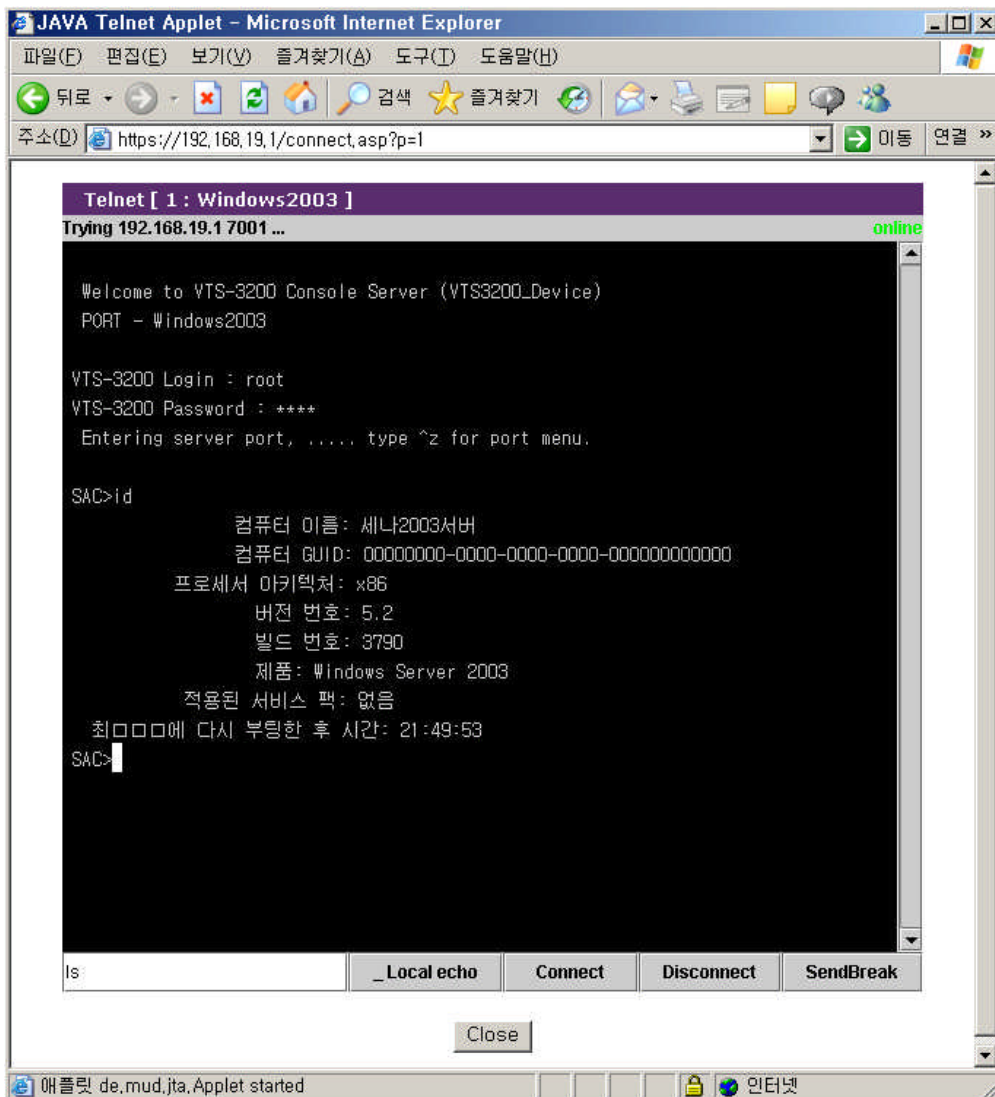 JAVA Telnet Applet - Microsoft Internet Explorer
파일(F) 편집(E) 보기(V) 즐겨찾기(A) 도구(T) 도움말(H)
뒤로 검색 즐겨찾기
주소(D) https://192,168,19,1/connect,asp?p=1 이동 연결 »
Telnet [ 1 : Windows2003 ]
Trying 192.168.19.1 7001 ... online
Welcome to VTS-3200 Console Server (VTS3200_Device)
PORT - Windows2003
VTS-3200 Login : root
VTS-3200 Password : ****
Entering server port, ..... type ^z for port menu.
SAC>id
컴퓨터 이름: 세나2003서버
컴퓨터 GUID: 00000000-0000-0000-0000-000000000000
프로세서 아키텍처: x86
버전 번호: 5.2
빌드 번호: 3790
제품: Windows Server 2003
적용된 서비스 팩: 없음
최□□□에 다시 부팅한 후 시간: 21:49:53
SAC>
ls _Local echo Connect Disconnect SendBreak
Close
애플릿 de,mud,jta,Applet started 인터넷